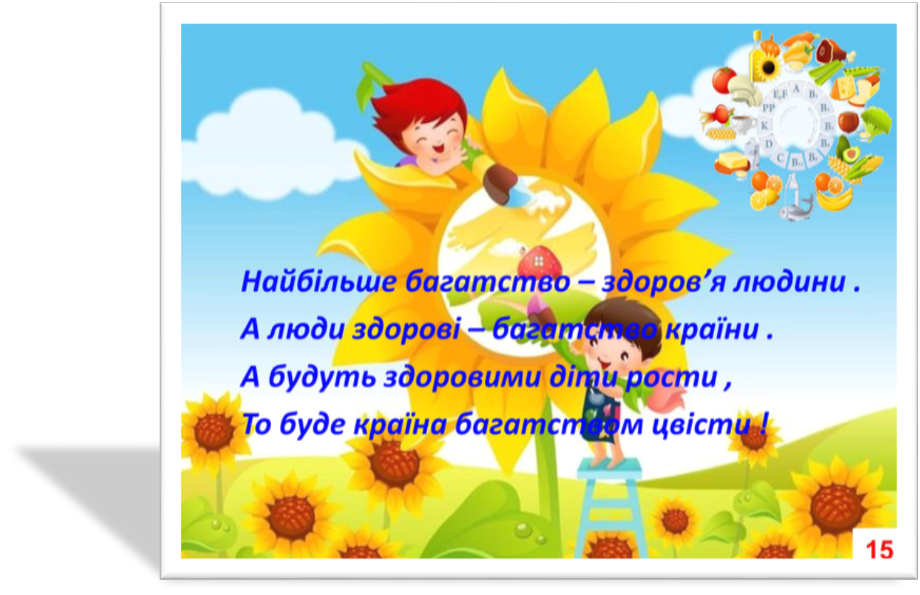 Найбільше багатство – здоров’я людини .
А люди здорові – багатство країни .
А будуть здоровими діти рости ,
То буде країна багатством цвісти !
15